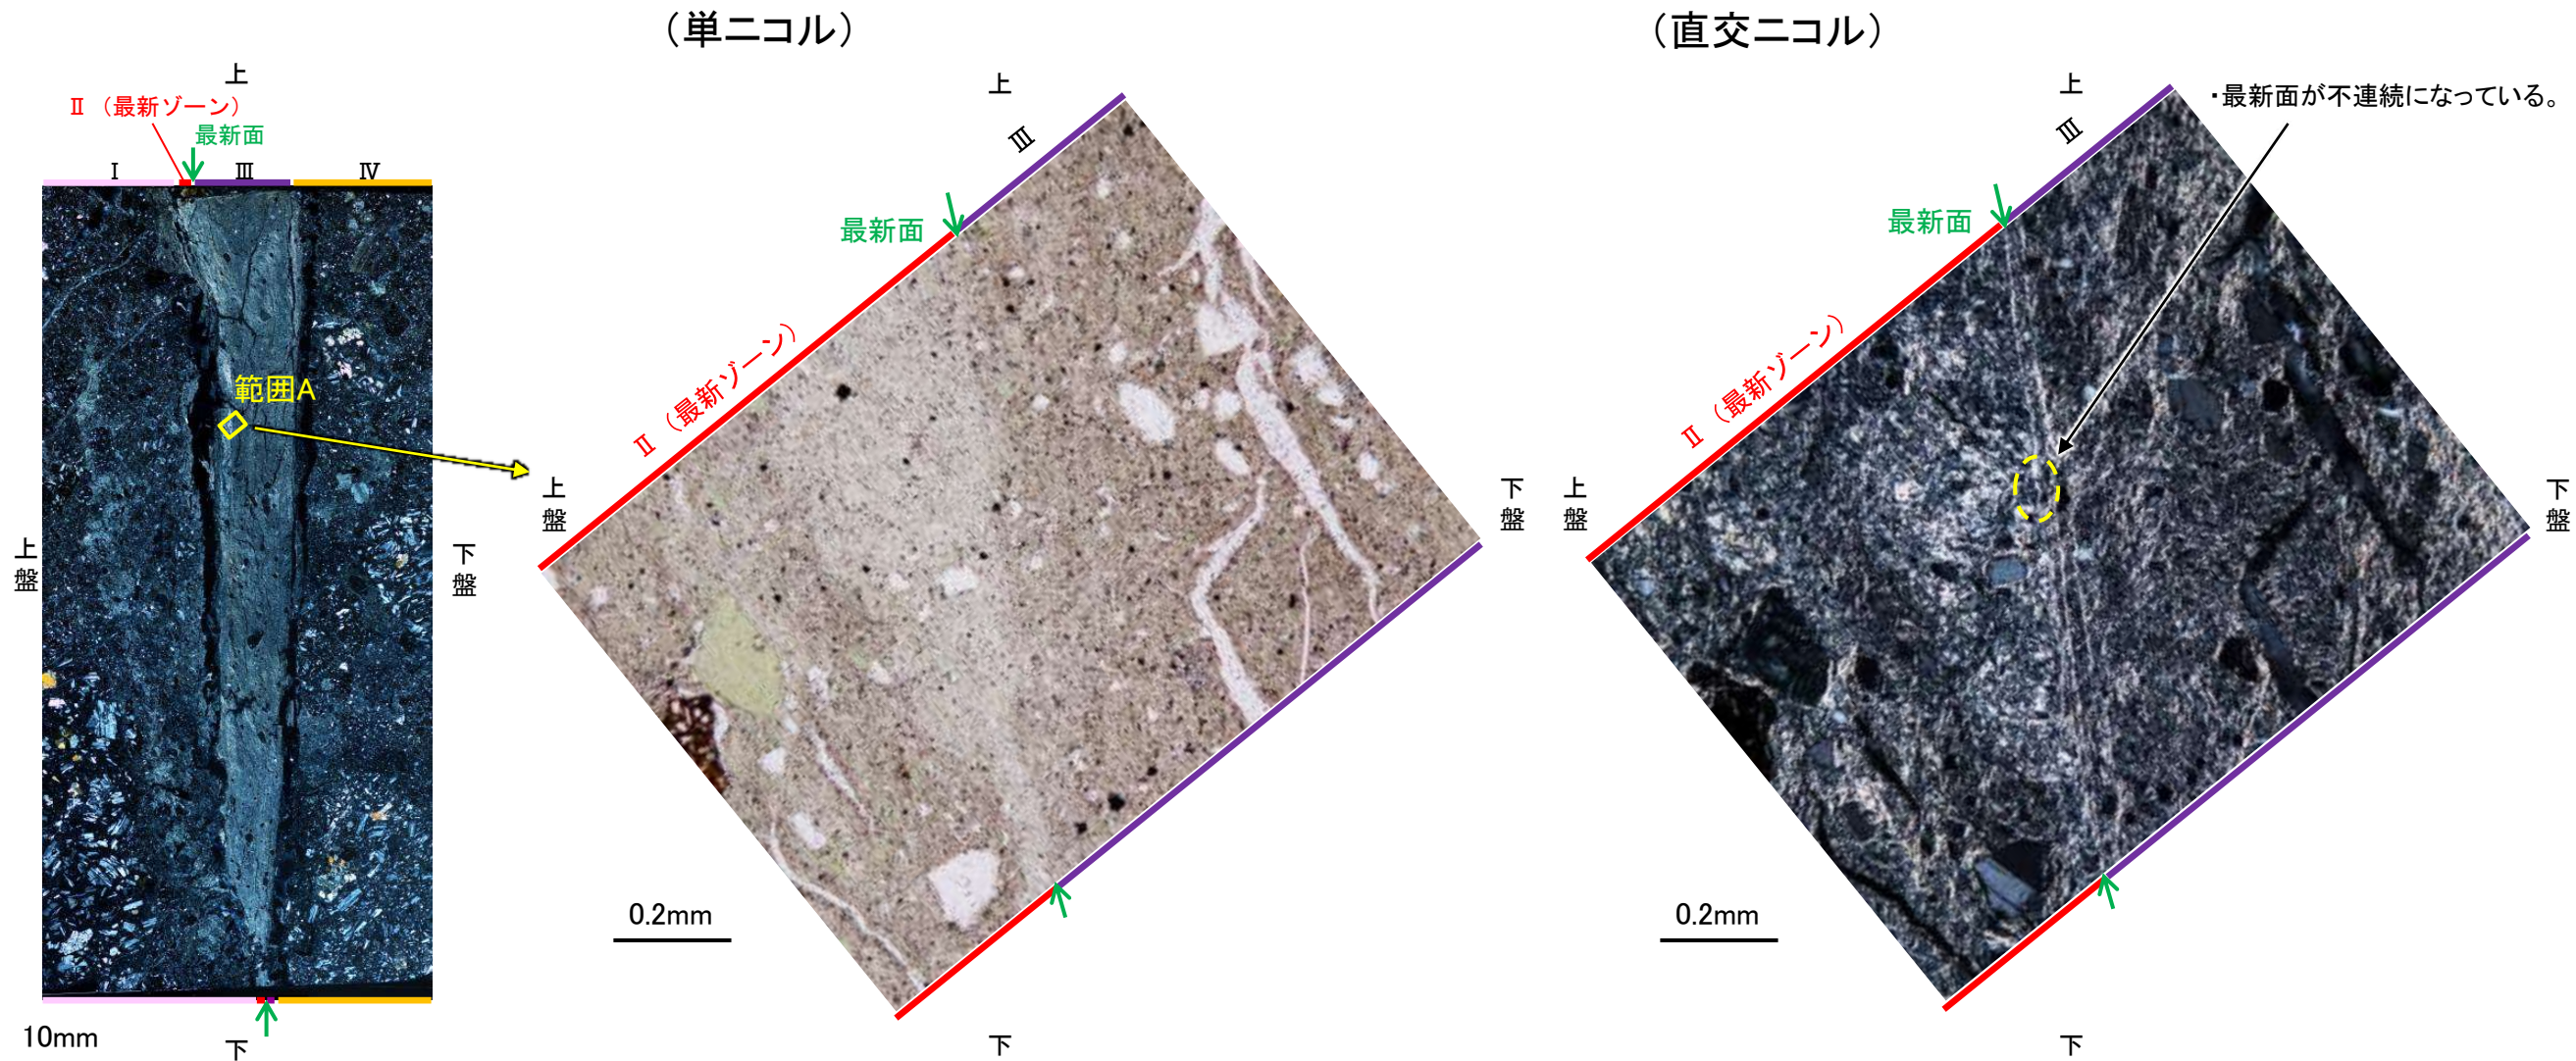 （単ニコル）
（直交ニコル）
上
Ⅱ（最新ゾーン）
最新面
Ⅰ
Ⅲ
Ⅳ
範囲A
上盤
下盤
10mm
下
上
Ⅲ
最新面
Ⅱ（最新ゾーン）
上盤
下盤
0.2mm
下
上
・最新面が不連続になっている。
Ⅲ
最新面
Ⅱ（最新ゾーン）
上盤
下盤
0.2mm
下